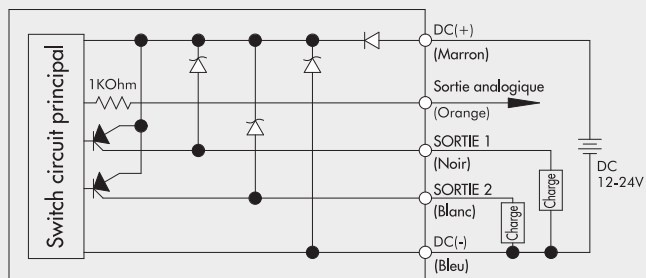 Switch circuit principal
1KOhm
DC(+)
(Marron)
Sortie analogique
(Orange)
SORTIE 1
(Noir)
SORTIE 2
(Blanc)
DC(-)
(Bleu)
Charge
Charge
DC
12-24V